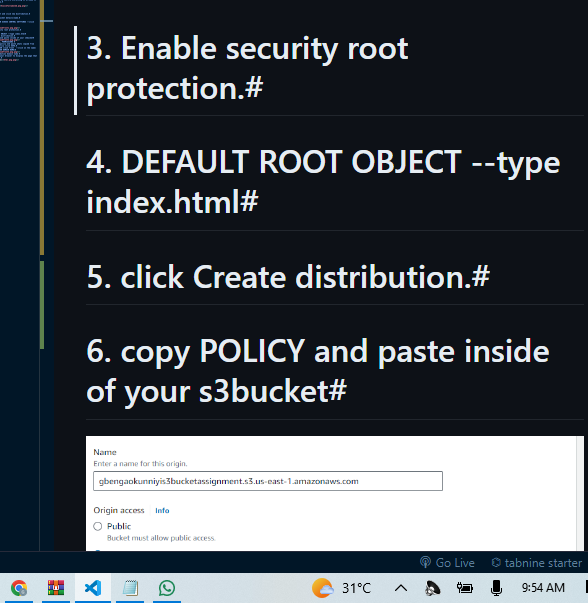 3. Enable security root
protection.#
4. DEFAULT ROOT OBJECT --type
index.html#
5. click Create distribution.#
6. copy POLICY and paste inside
of your s3bucket#
Name
Enter a name for this origin.
gbengaokunniyis3bucketassignment.s3.us-east-1.amazonaws.com
Origin access Info
Public
Bucket must allow public access.
Go Live tabnine starter
31°C 9:54 AM